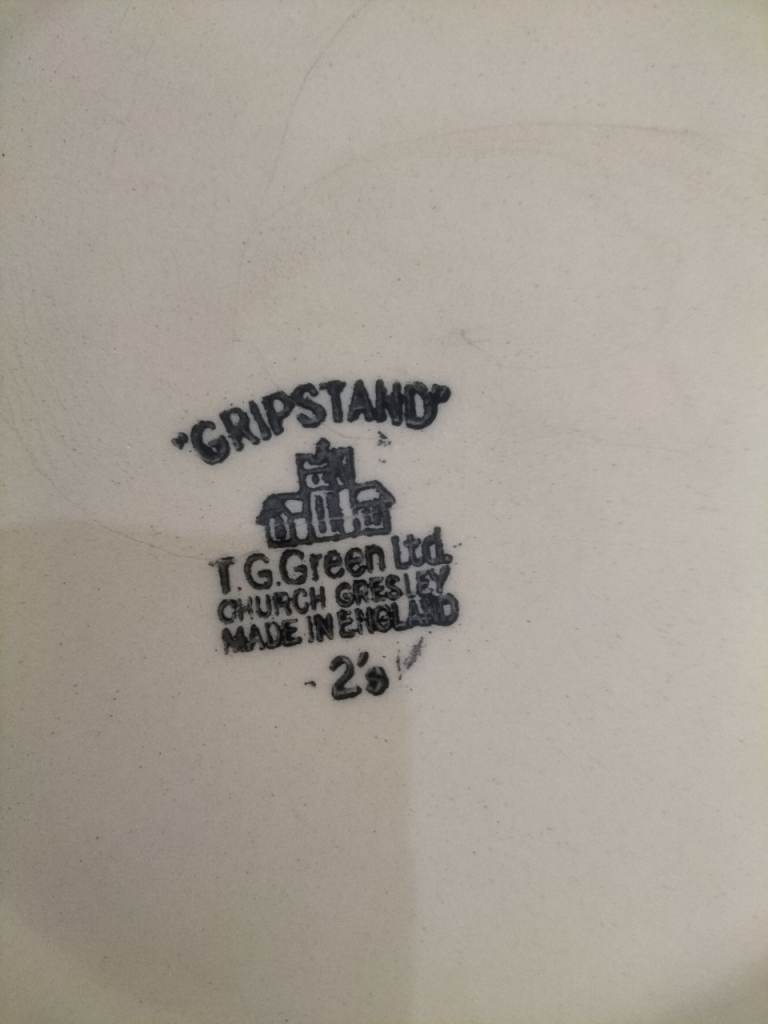 "GRIPSTAND"
T.G.Green Ltd.
CHURCH GRESLEY
MADE IN ENGLAND
2's